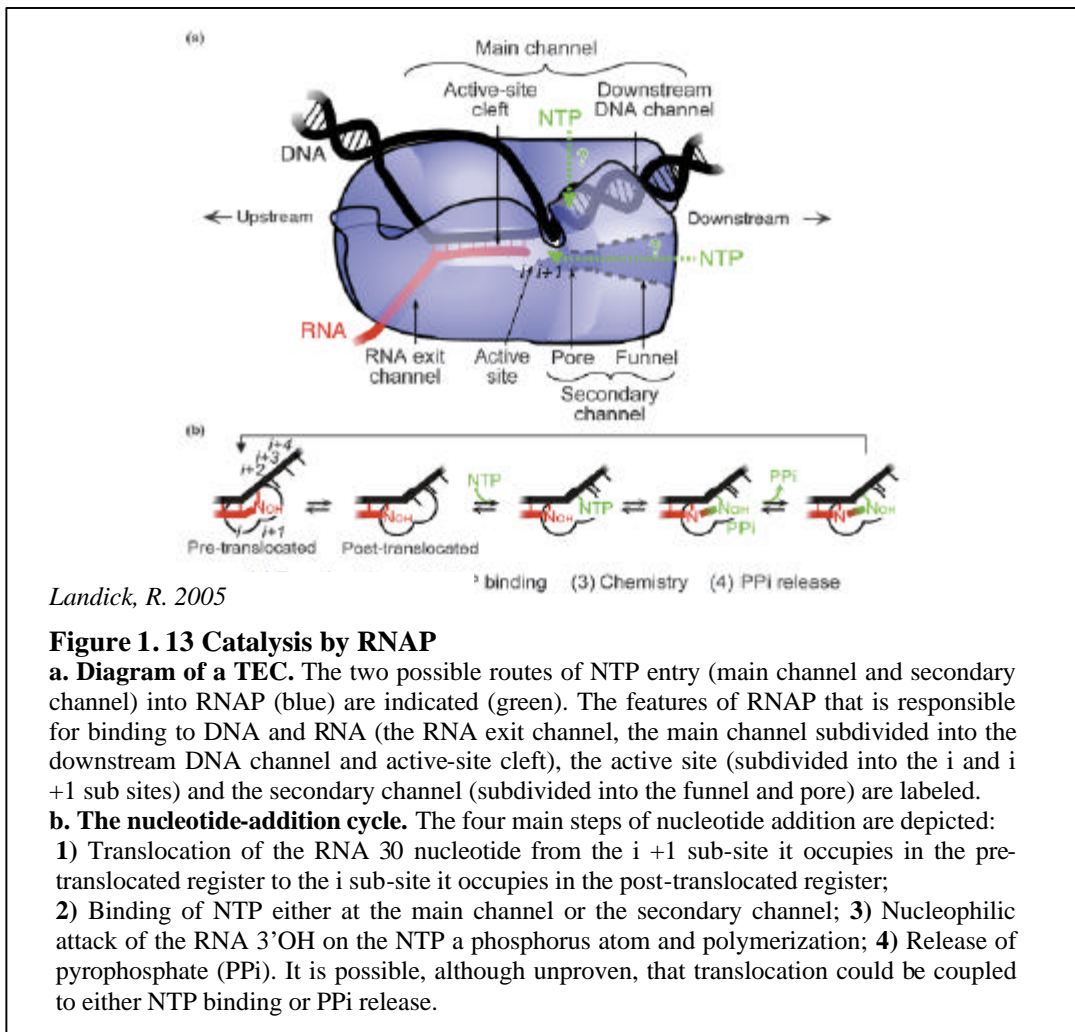 (a)
Main channel
Active-site cleft
Downstream DNA channel
NTP
DNA
?
← Upstream
Downstream →
?
NTP
i i+1
RNA
RNA exit channel
Active site
Pore
Funnel
Secondary channel
(b)
i+4
i+3
i+2
NOH
i i+1
Pre-translocated
NOH
Post-translocated
NTP
NOH NTP
N NOH
PPi
PPi
N NOH
binding (3) Chemistry (4) PPi release
Landick, R. 2005
Figure 1. 13 Catalysis by RNAP
a. Diagram of a TEC. The two possible routes of NTP entry (main channel and secondary
channel) into RNAP (blue) are indicated (green). The features of RNAP that is responsible
for binding to DNA and RNA (the RNA exit channel, the main channel subdivided into the
downstream DNA channel and active-site cleft), the active site (subdivided into the i and i
+1 sub sites) and the secondary channel (subdivided into the funnel and pore) are labeled.
b. The nucleotide-addition cycle. The four main steps of nucleotide addition are depicted:
1) Translocation of the RNA 30 nucleotide from the i +1 sub-site it occupies in the pre-
translocated register to the i sub-site it occupies in the post-translocated register;
2) Binding of NTP either at the main channel or the secondary channel; 3) Nucleophilic
attack of the RNA 3’OH on the NTP a phosphorus atom and polymerization; 4) Release of
pyrophosphate (PPi). It is possible, although unproven, that translocation could be coupled
to either NTP binding or PPi release.